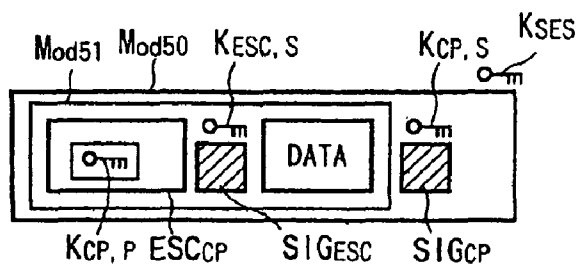 Mod51 Mod50 KESC, S KCP, S KSES
DATA
KCP, P ESCCP SIGESC SIGCP